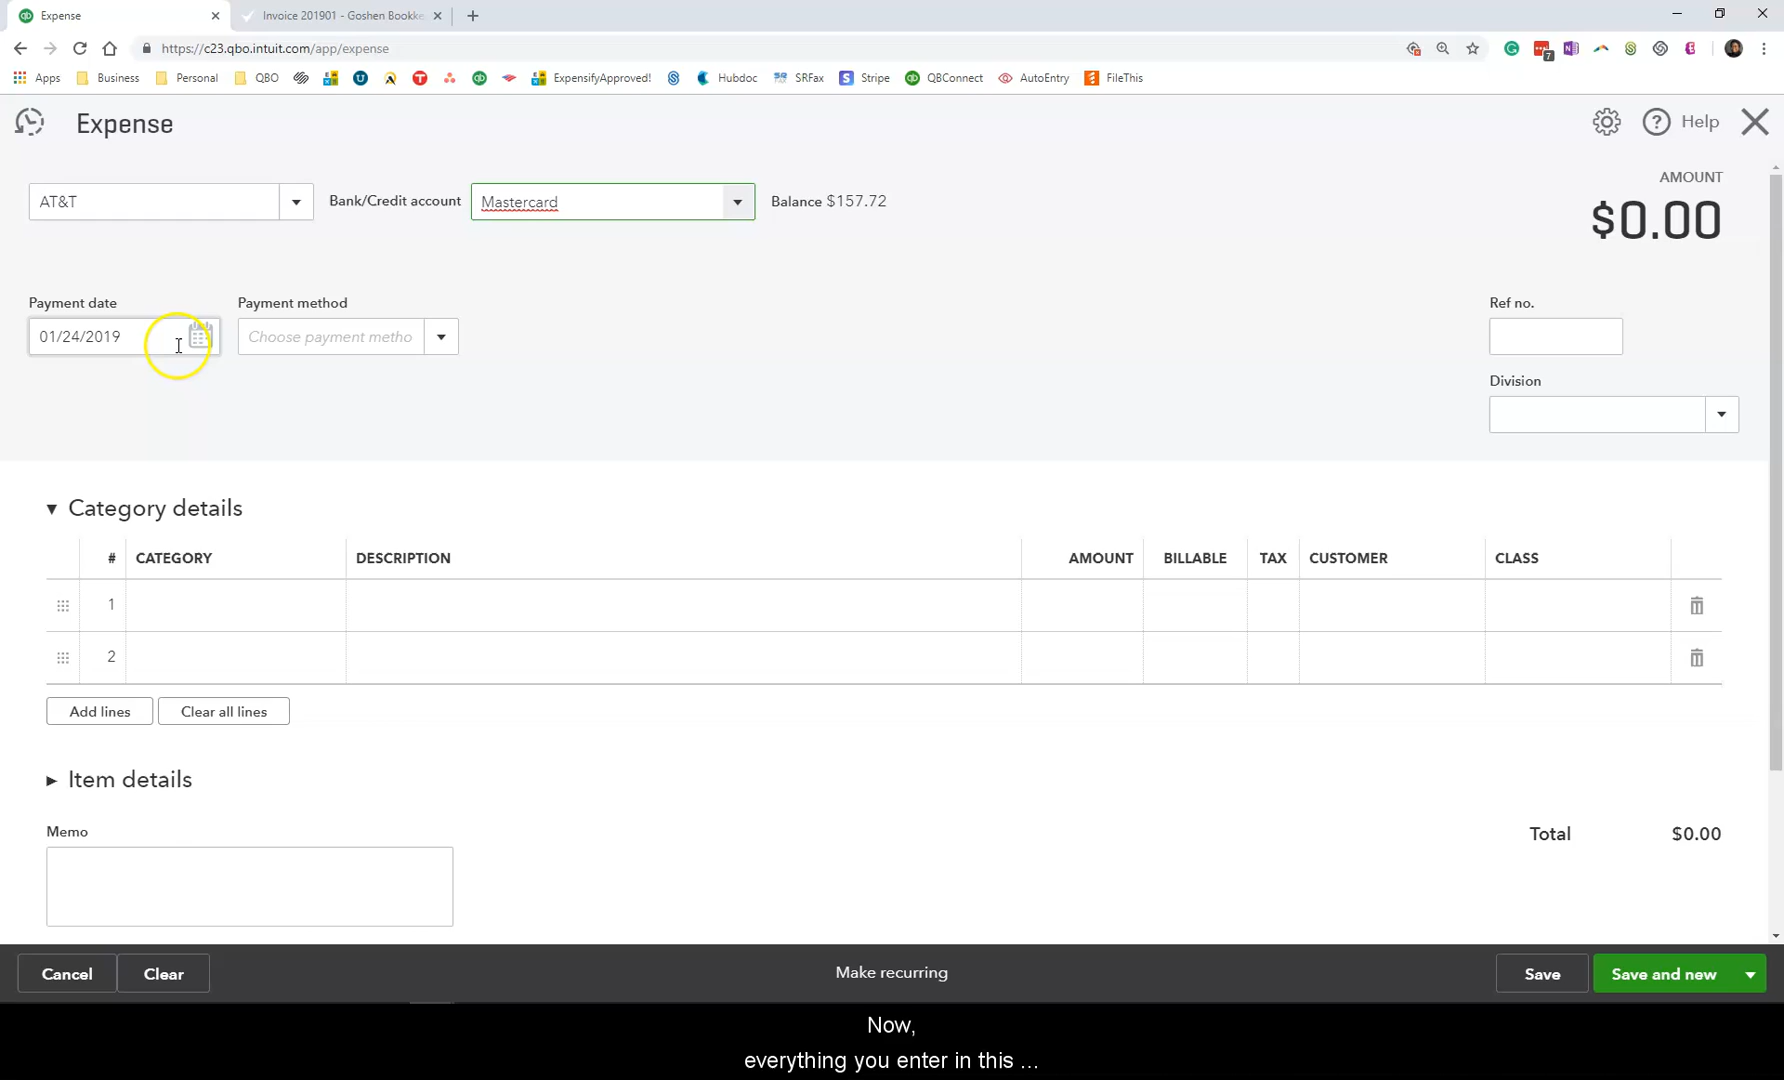 Expense
Invoice 201901 - Goshen Bookke
https://c23.qbo.intuit.com/app/expense
7
Apps
Business
Personal
QBO
ExpensifyApproved!
Hubdoc
SRFax
Stripe
QBConnect
AutoEntry
FileThis
Expense
Help
AT&T
Bank/Credit account
Mastercard
Balance $157.72
AMOUNT
$0.00
Payment date
Payment method
Ref no.
01/24/2019
Choose payment metho
Division
Category details
# CATEGORY DESCRIPTION AMOUNT BILLABLE TAX CUSTOMER CLASS
1
2
Add lines
Clear all lines
Item details
Memo
Total $0.00
Cancel
Clear
Make recurring
Save
Save and new
Now,
everything you enter in this ...